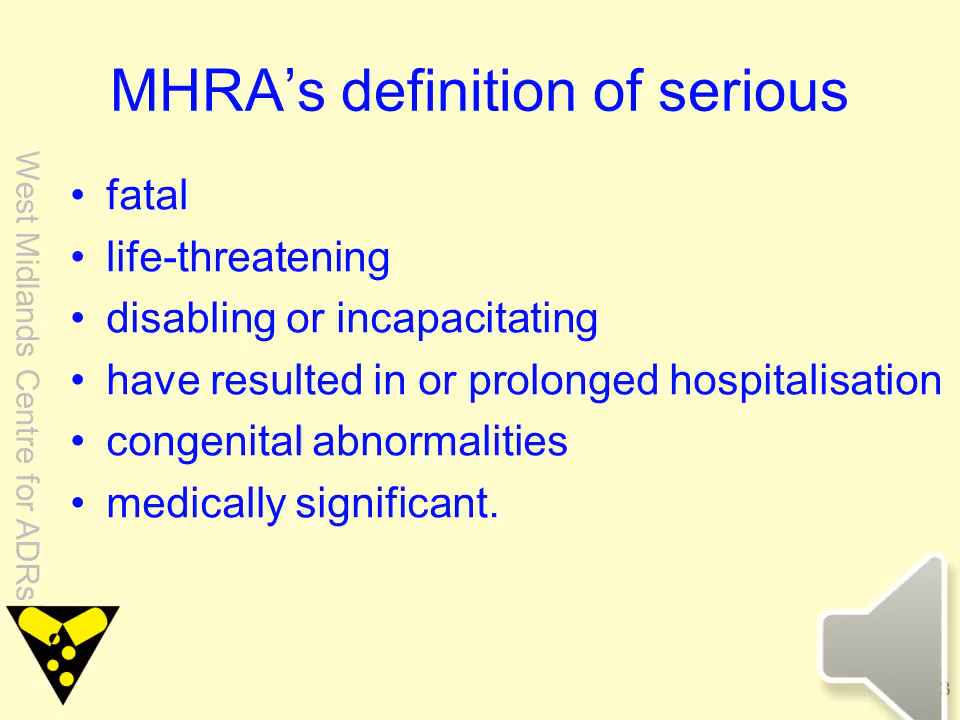 MHRA’s definition of serious
West Midlands Centre for ADRs
• fatal
• life-threatening
• disabling or incapacitating
• have resulted in or prolonged hospitalisation
• congenital abnormalities
• medically significant.